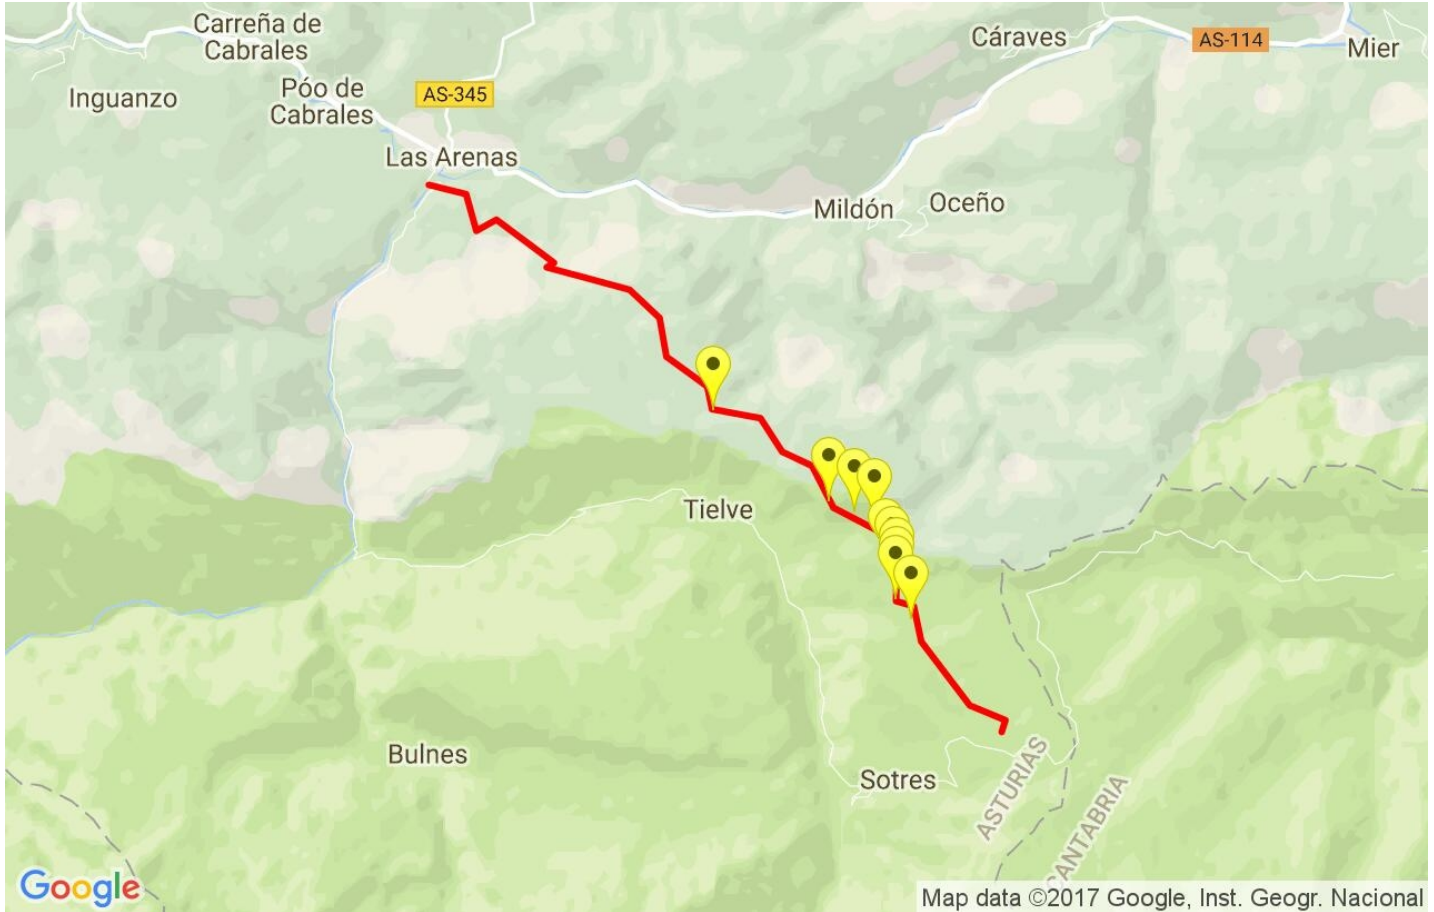 Carreña de
Cabrales
Cáraves
AS-114
Mier
Inguanzo
Póo de
Cabrales
AS-345
Las Arenas
Mildón
Oceño
Tielve
Bulnes
Sotres
ASTURIAS
CANTABRIA
Google
Map data ©2017 Google, Inst. Geogr. Nacional